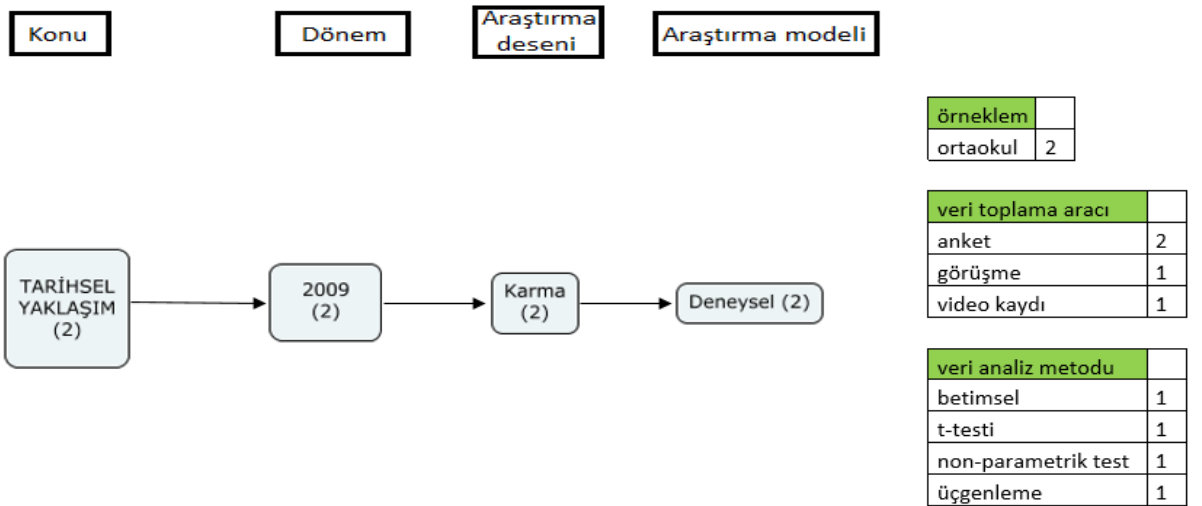 Konu
Dönem
Araştırma
deseni
Araştırma modeli
TARİHSEL
YAKLAŞIM
(2)
2009
(2)
Karma
(2)
Deneysel (2)
örneklem
ortaokul 2
veri toplama aracı
anket 2
görüşme 1
video kaydı 1
veri analiz metodu
betimsel 1
t-testi 1
non-parametrik test 1
üçgenleme 1